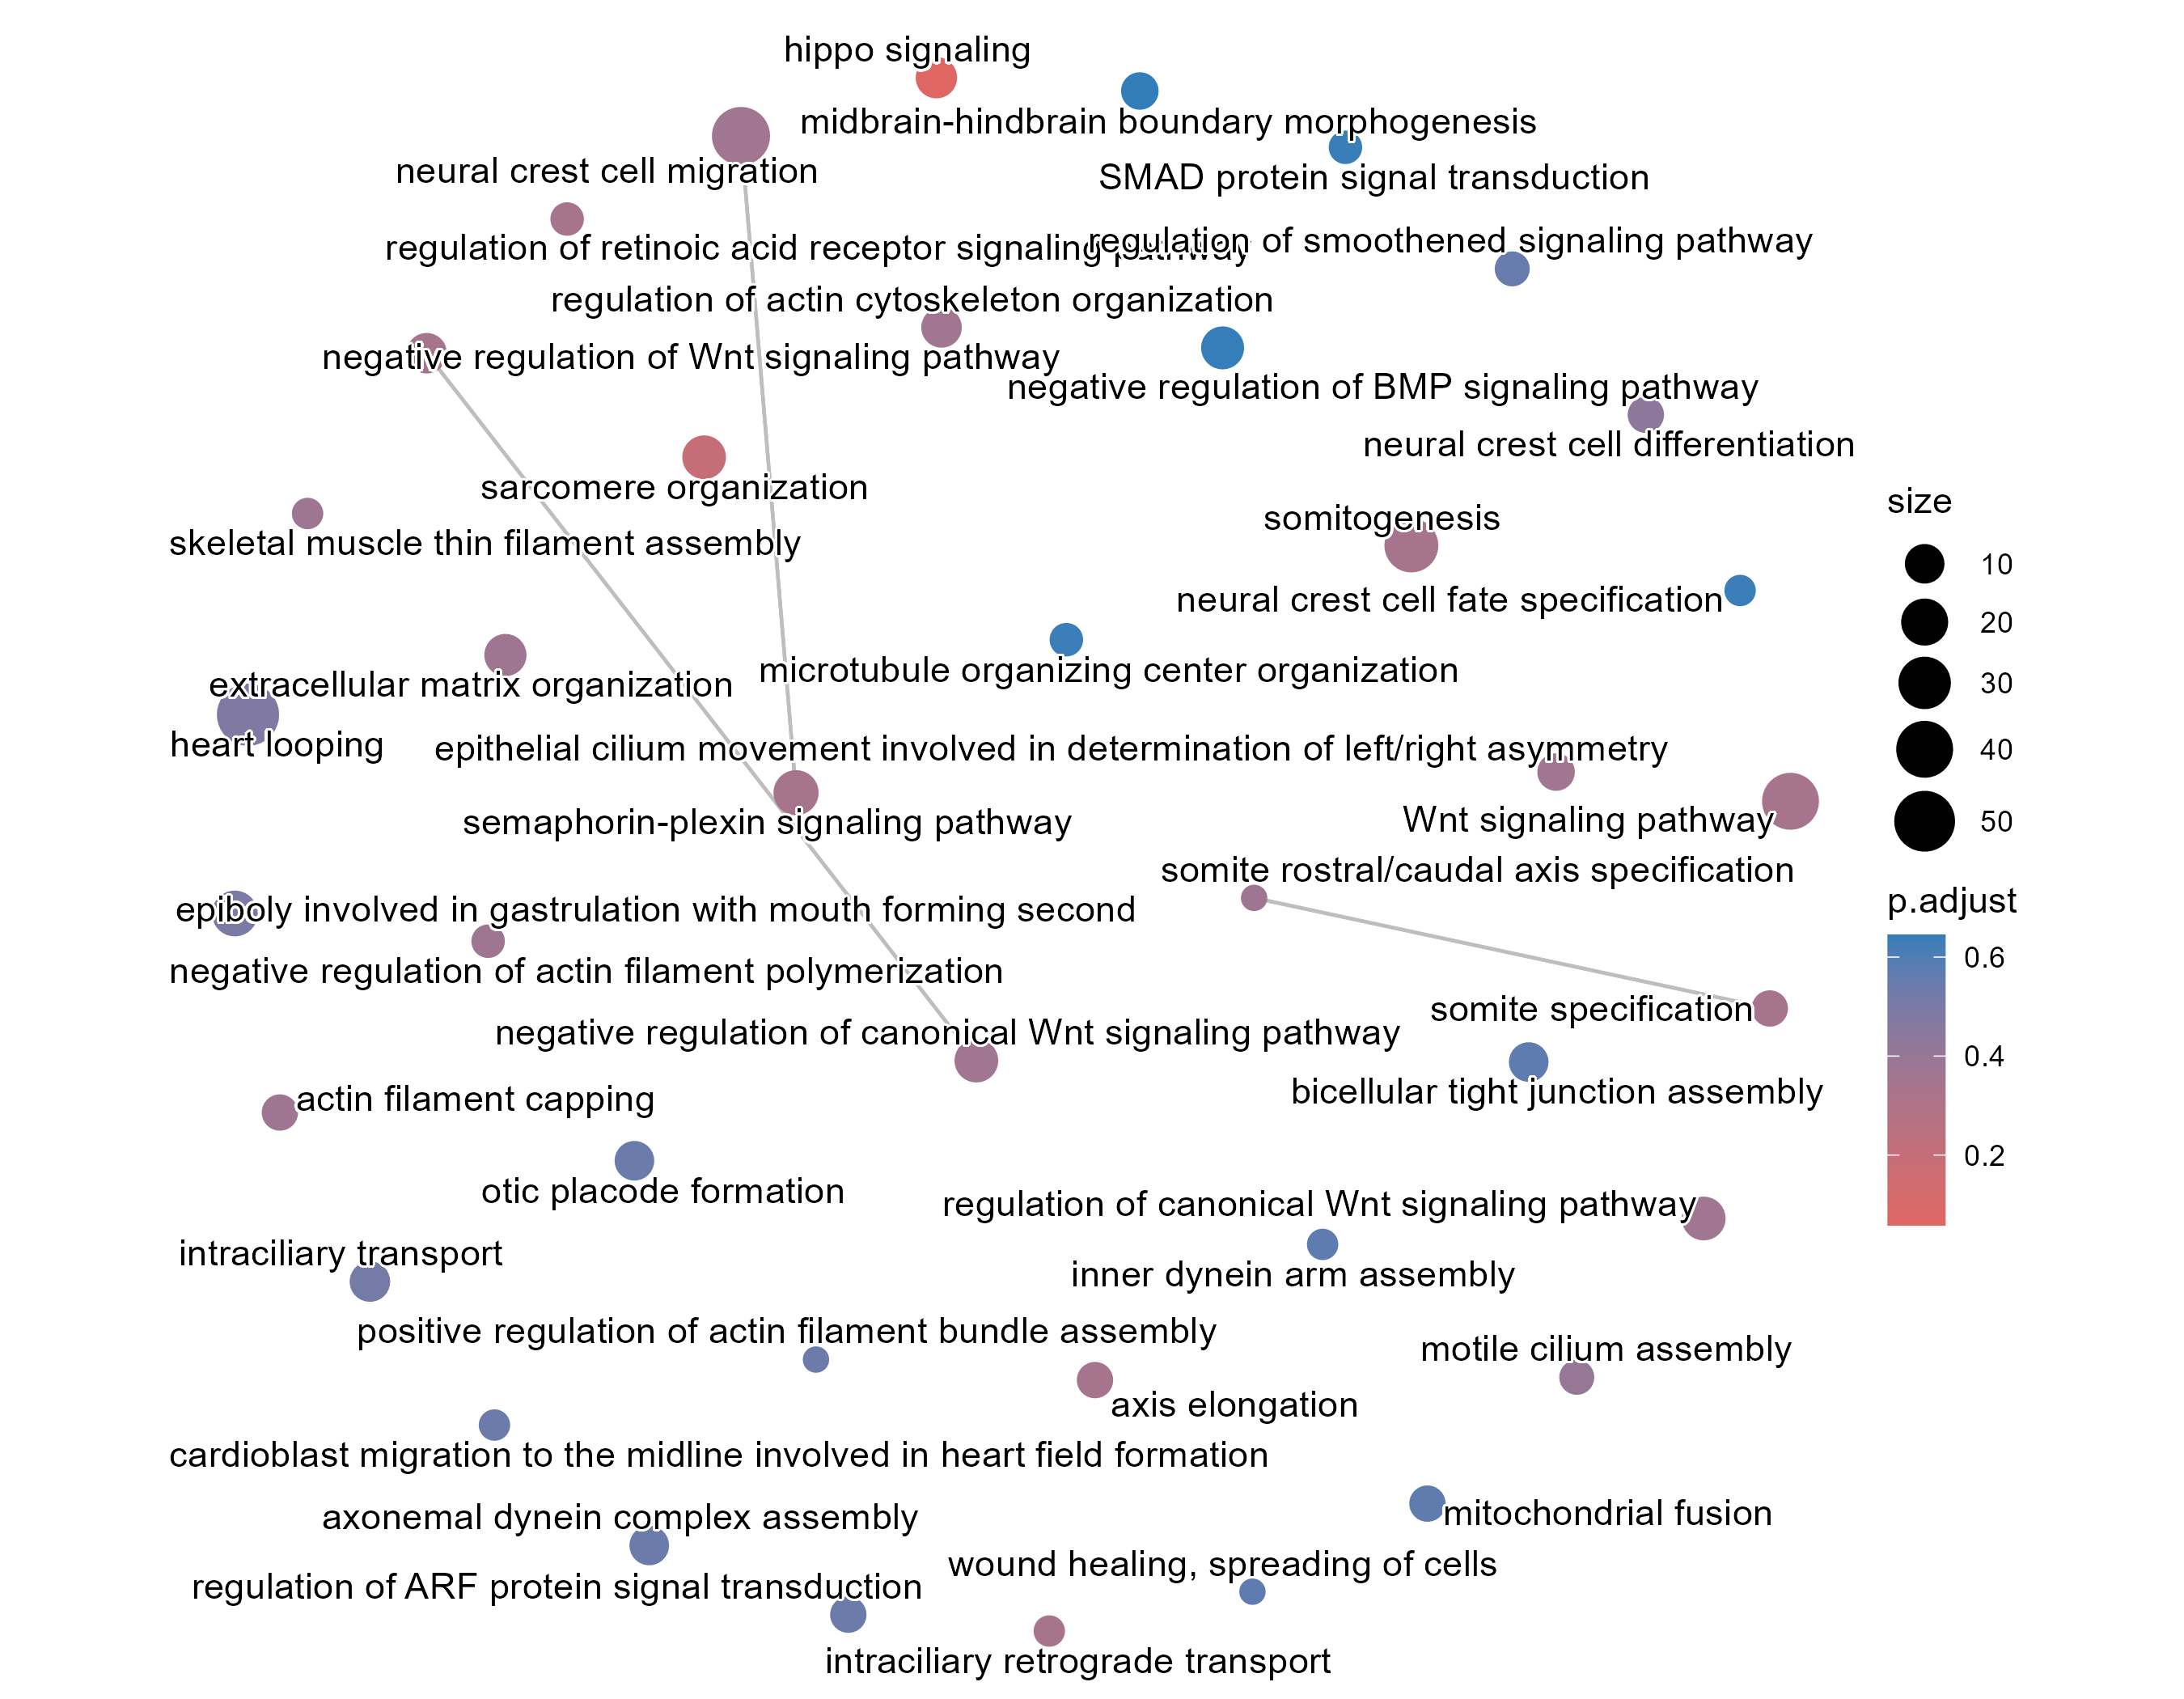 hippo signaling
midbrain-hindbrain boundary morphogenesis
neural crest cell migration
SMAD protein signal transduction
regulation of retinoic acid receptor signaling pathway
regulation of smoothened signaling pathway
regulation of actin cytoskeleton organization
negative regulation of Wnt signaling pathway
negative regulation of BMP signaling pathway
neural crest cell differentiation
sarcomere organization
skeletal muscle thin filament assembly
somitogenesis
neural crest cell fate specification
extracellular matrix organization
microtubule organizing center organization
heart looping
epithelial cilium movement involved in determination of left/right asymmetry
semaphorin-plexin signaling pathway
Wnt signaling pathway
somite rostral/caudal axis specification
epiboly involved in gastrulation with mouth forming second
negative regulation of actin filament polymerization
somite specification
negative regulation of canonical Wnt signaling pathway
bicellular tight junction assembly
actin filament capping
otic placode formation
regulation of canonical Wnt signaling pathway
intraciliary transport
inner dynein arm assembly
positive regulation of actin filament bundle assembly
motile cilium assembly
axis elongation
cardioblast migration to the midline involved in heart field formation
axonemal dynein complex assembly
mitochondrial fusion
wound healing, spreading of cells
regulation of ARF protein signal transduction
intraciliary retrograde transport
size
10
20
30
40
50
p.adjust
0.6
0.4
0.2